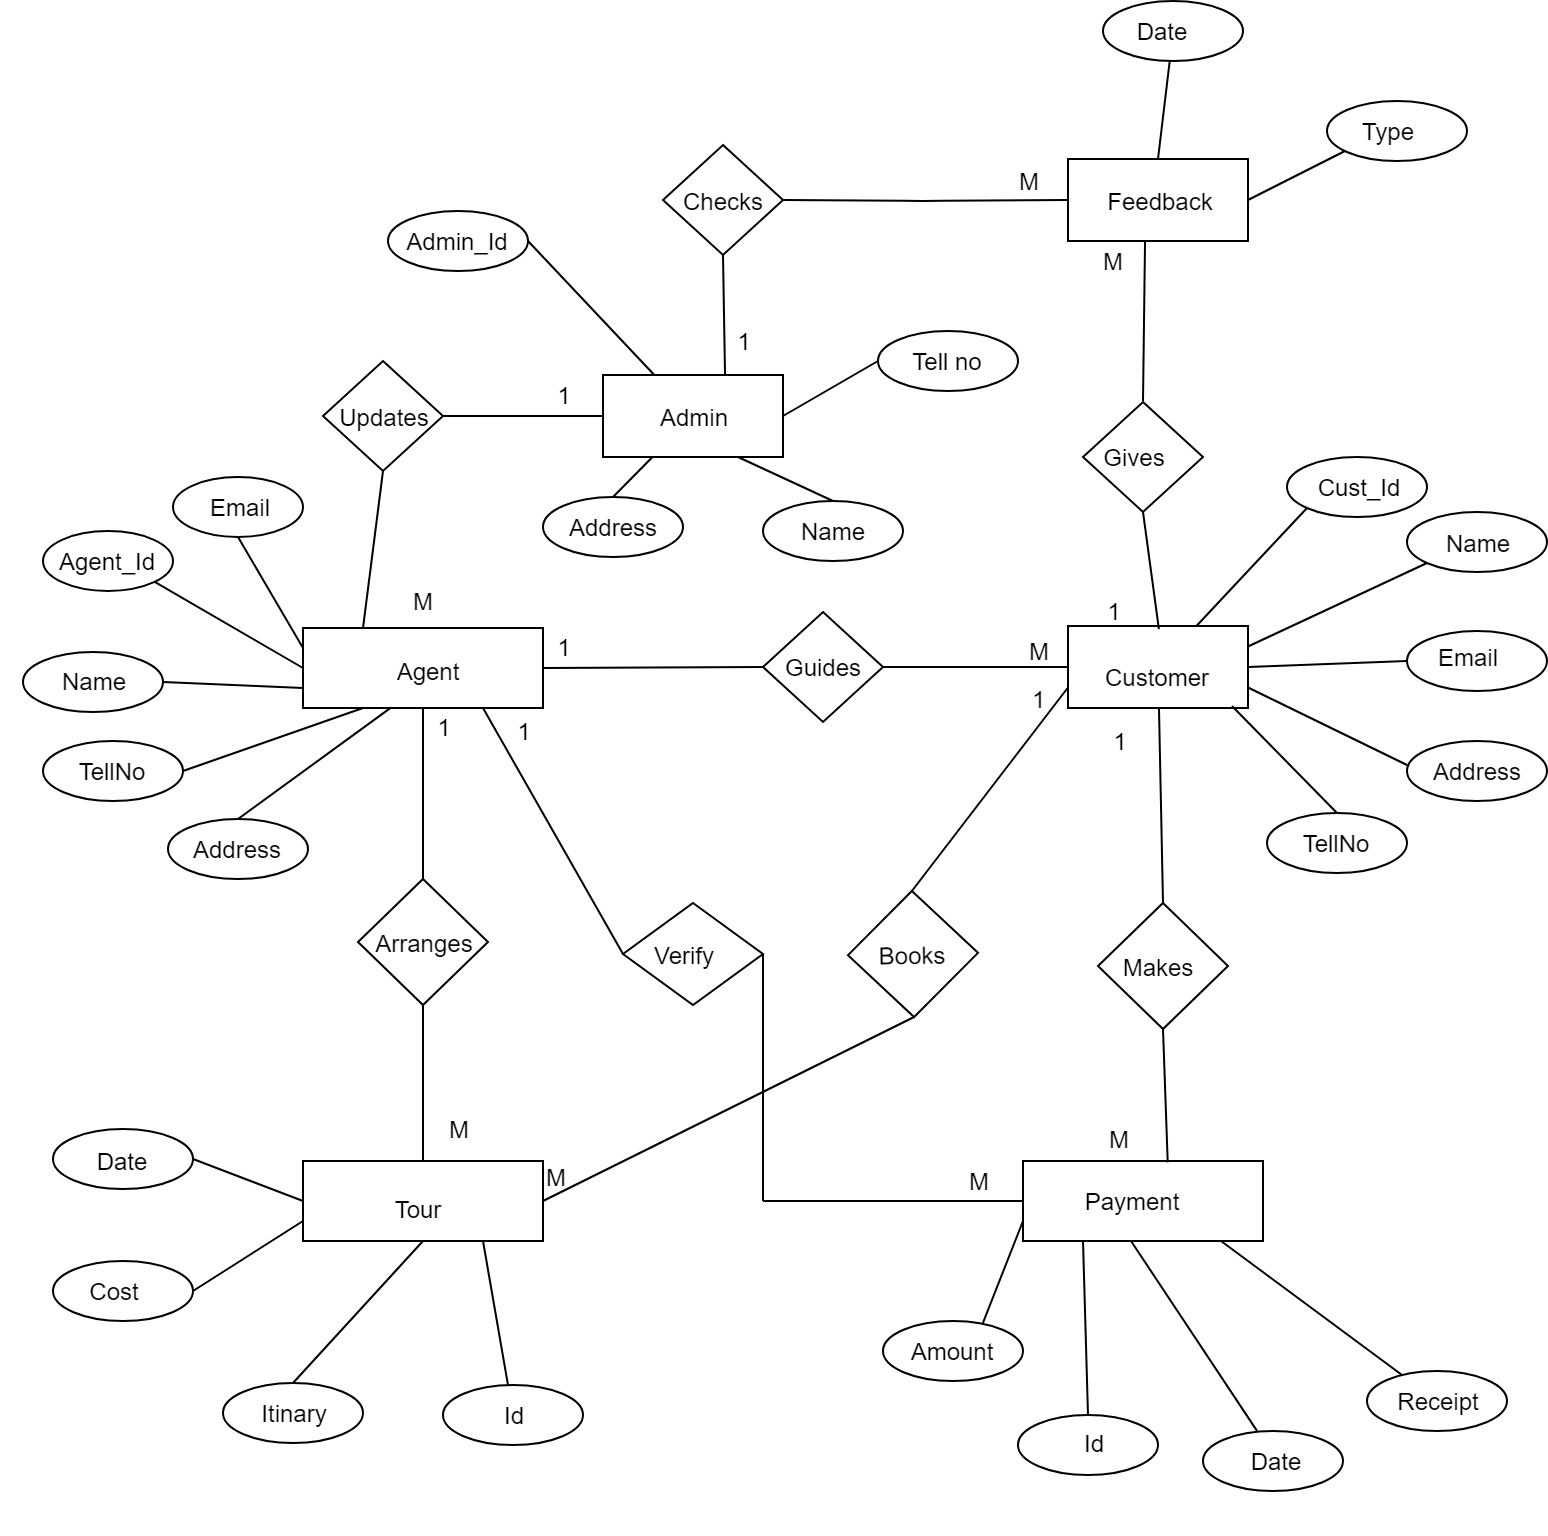 Date
Type
M
Checks
Feedback
Admin_Id
M
1
Tell no
1
Updates
Admin
Gives
Cust_Id
Email
Address
Name
Name
Agent_Id
M
1
1
M
Agent
Guides
Customer
Email
Name
1
1
1
1
TellNo
Address
Address
TellNo
Arranges
Verify
Books
Makes
M
M
Date
M
M
Tour
Payment
Cost
Amount
Itinary
Id
Receipt
Id
Date